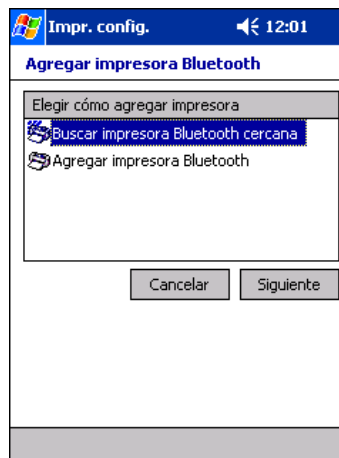 Impr. config. 12:01
Agregar impresora Bluetooth
Elegir cómo agregar impresora
Buscar impresora Bluetooth cercana
Agregar impresora Bluetooth
Cancelar Siguiente